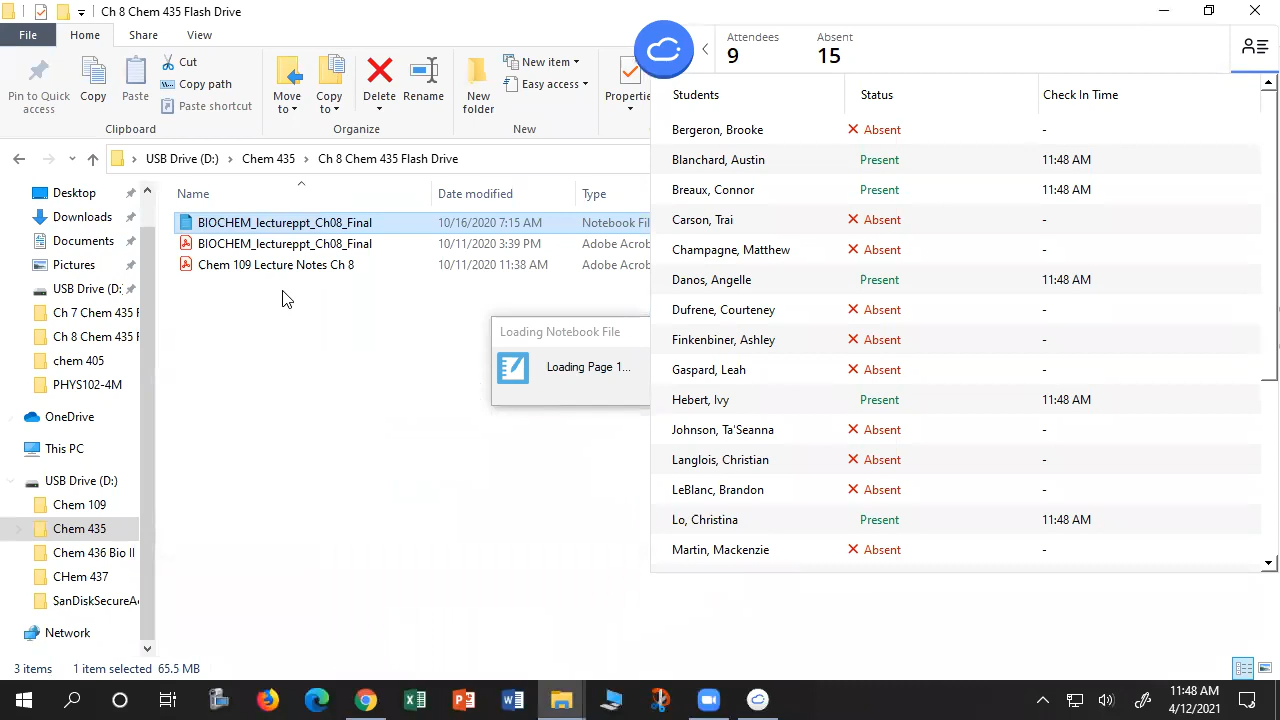 Ch 8 Chem 435 Flash Drive
File Home Share View
Pin to Quick access
Copy
Paste
Cut
Copy path
Paste shortcut
Clipboard
Move to
Copy to
Delete
Rename
Organize
New folder
New item
Easy access
New
Properti
USB Drive (D:) Chem 435 Ch 8 Chem 435 Flash Drive
Name Date modified Type
BIOCHEM_lectureppt_Ch08_Final 10/16/2020 7:15 AM Notebook Fil
BIOCHEM_lectureppt_Ch08_Final 10/11/2020 3:39 PM Adobe Acrob
Chem 109 Lecture Notes Ch 8 10/11/2020 11:38 AM Adobe Acrob
Desktop
Downloads
Documents
Pictures
USB Drive (D:
Ch 7 Chem 435 F
Ch 8 Chem 435 F
chem 405
PHYS102-4M
OneDrive
This PC
USB Drive (D:)
Chem 109
Chem 435
Chem 436 Bio II
CHem 437
SanDiskSecureA
Network
Loading Notebook File
Loading Page 1...
Attendees 9
Absent 15
Students Status Check In Time
Bergeron, Brooke Absent -
Blanchard, Austin Present 11:48 AM
Breaux, Connor Present 11:48 AM
Carson, Trai Absent -
Champagne, Matthew Absent -
Danos, Angelle Present 11:48 AM
Dufrene, Courteney Absent -
Finkenbiner, Ashley Absent -
Gaspard, Leah Absent -
Hebert, Ivy Present 11:48 AM
Johnson, Ta'Seanna Absent -
Langlois, Christian Absent -
LeBlanc, Brandon Absent -
Lo, Christina Present 11:48 AM
Martin, Mackenzie Absent -
3 items 1 item selected 65.5 MB
11:48 AM
4/12/2021